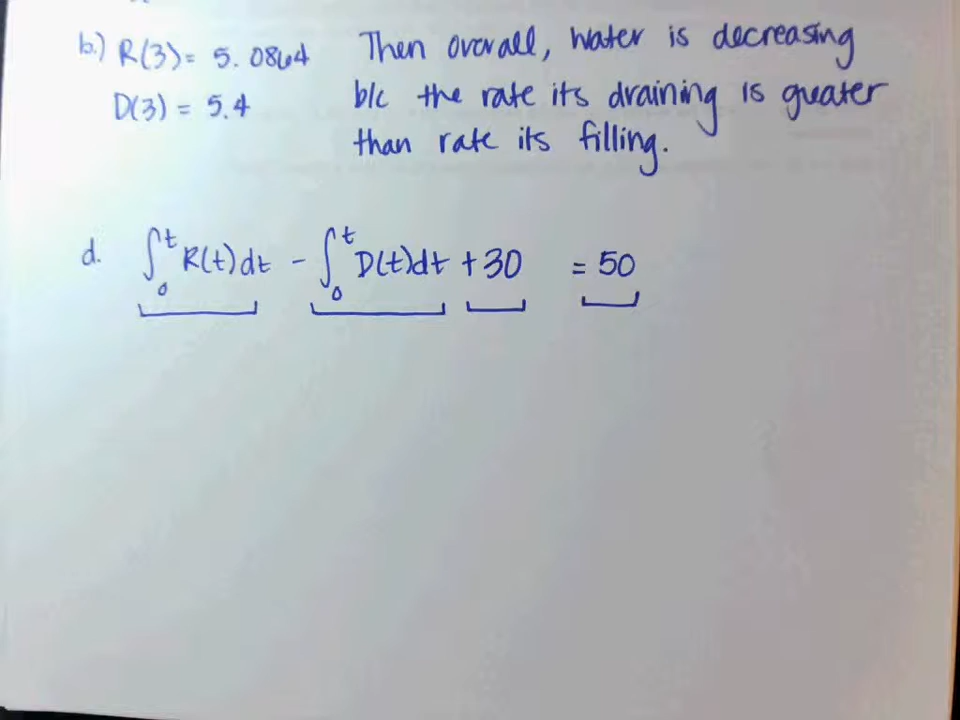 b.) R(3) = 5.0864 Then overall, water is decreasing
D(3) = 5.4 b/c the rate its draining is greater
than rate its filling.
d. ∫₀ᵗ R(t)dt - ∫₀ᵗ D(t)dt + 30 = 50